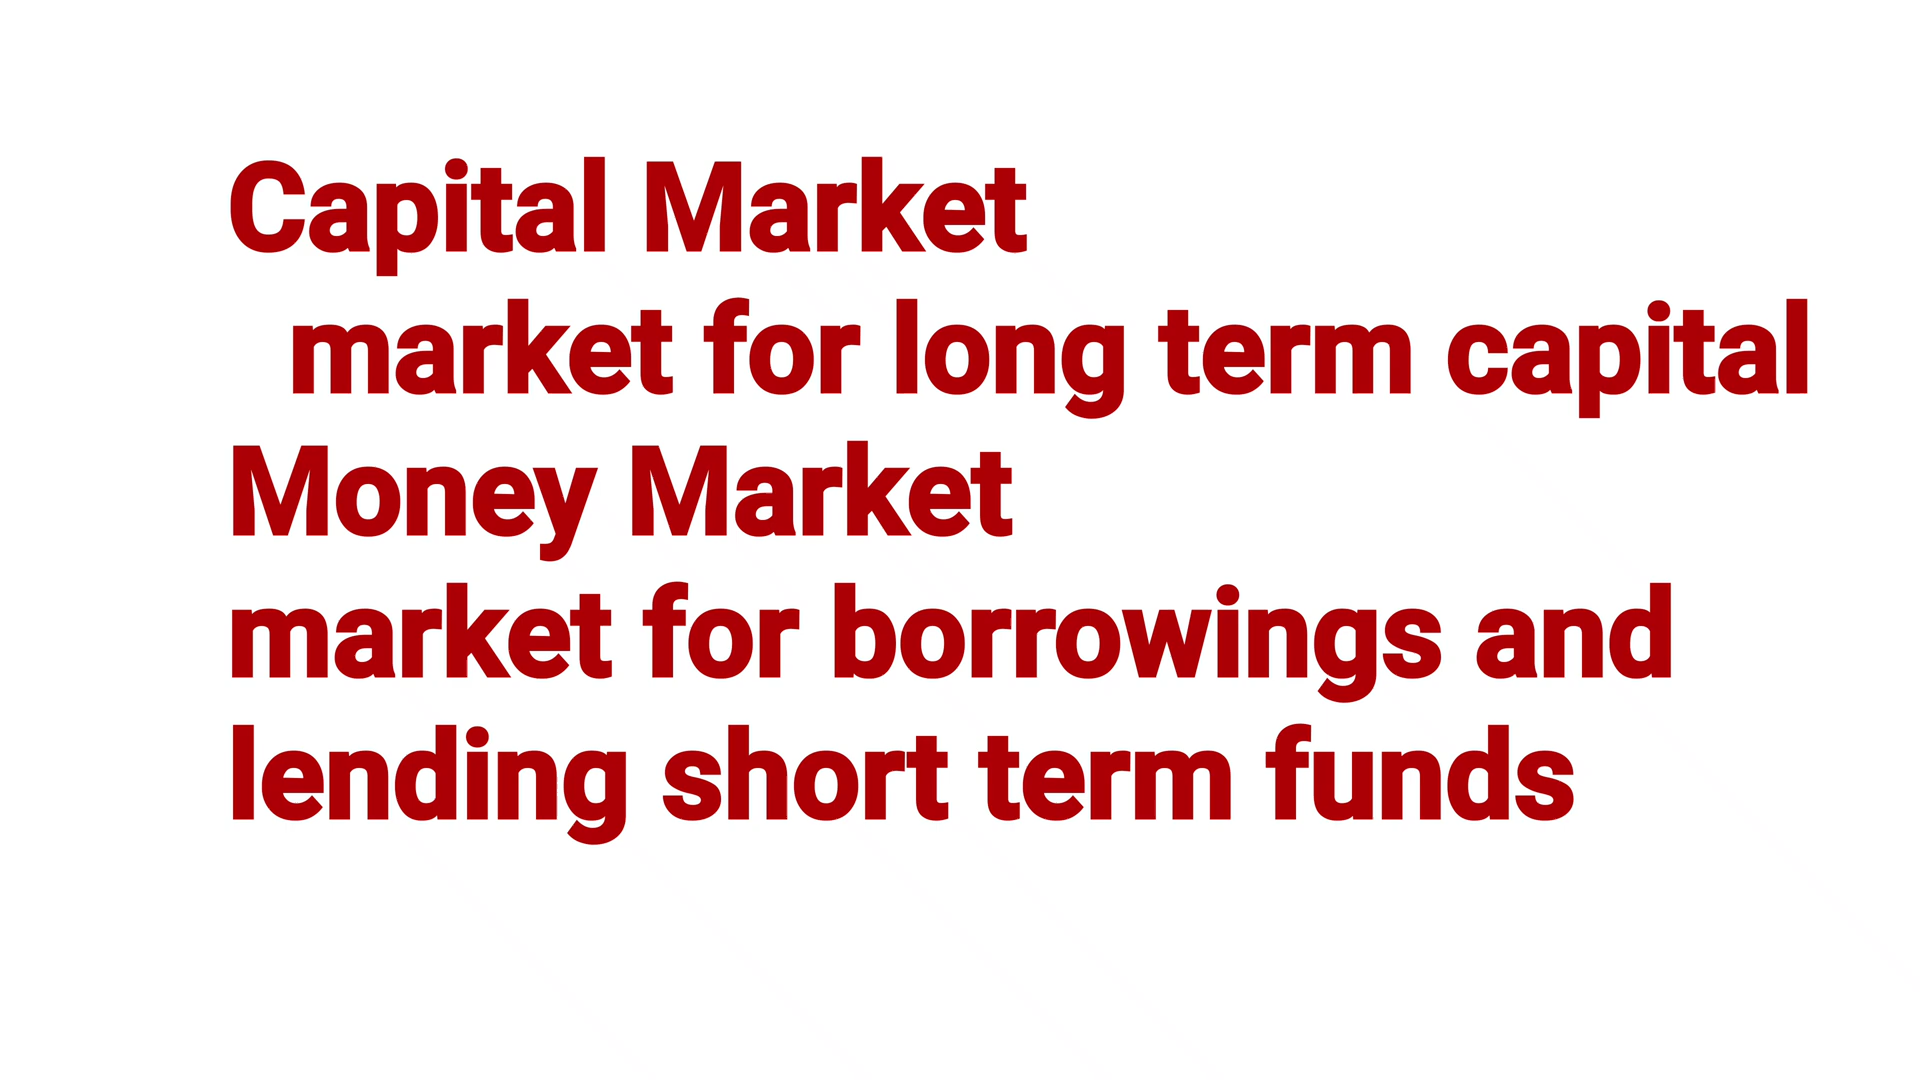 Capital Market
market for long term capital
Money Market
market for borrowings and
lending short term funds